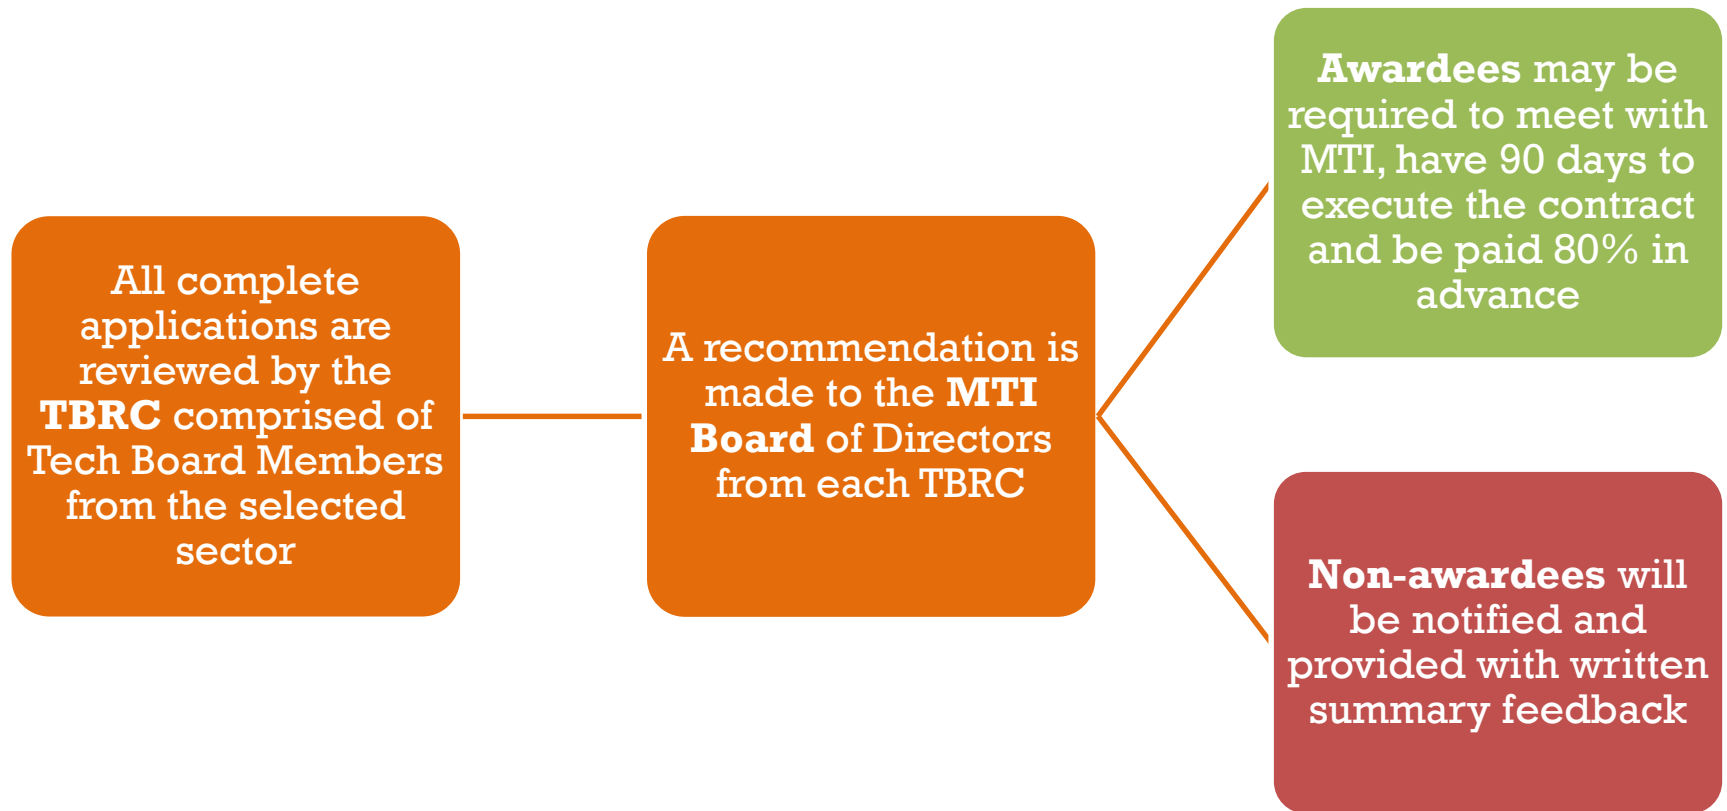 All complete
applications are
reviewed by the
TBRC comprised of
Tech Board Members
from the selected
sector
A recommendation is
made to the MTI
Board of Directors
from each TBRC
Awardees may be
required to meet with
MTI, have 90 days to
execute the contract
and be paid 80% in
advance
Non-awardees will
be notified and
provided with written
summary feedback